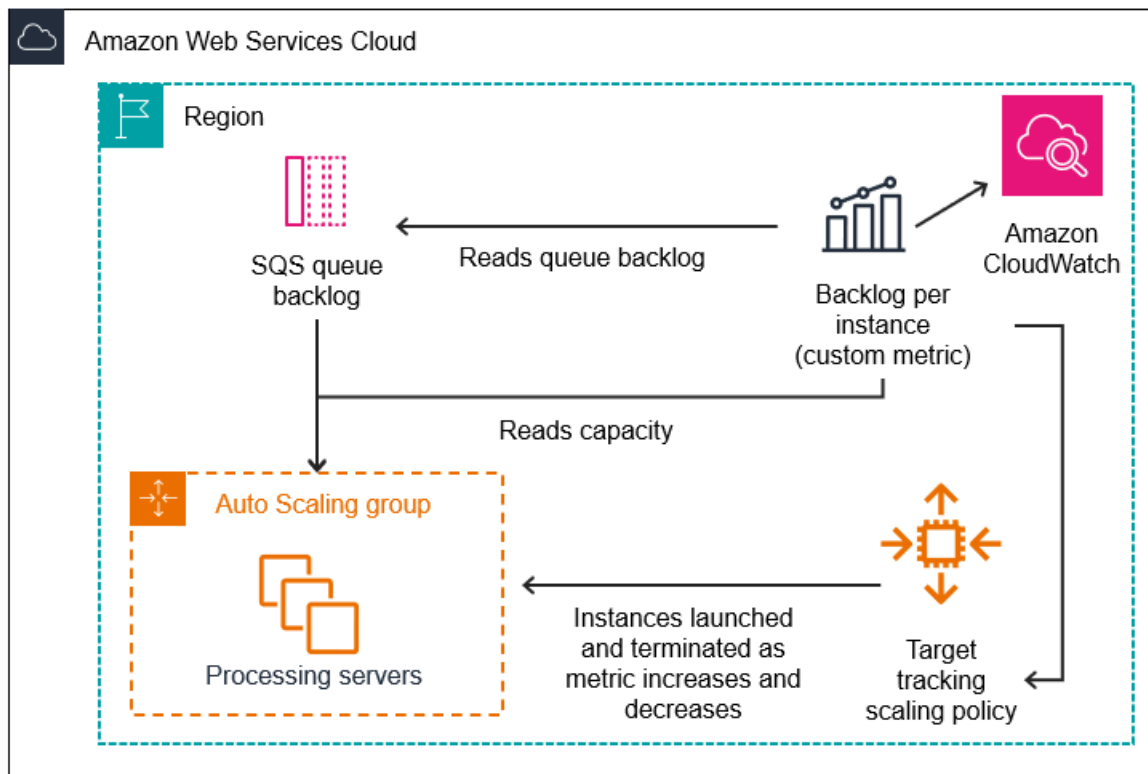 Amazon Web Services Cloud
Region
SQS queue
backlog
Reads queue backlog
Backlog per
instance
(custom metric)
Amazon
CloudWatch
Reads capacity
Auto Scaling group
Processing servers
Instances launched
and terminated as
metric increases and
decreases
Target
tracking
scaling policy